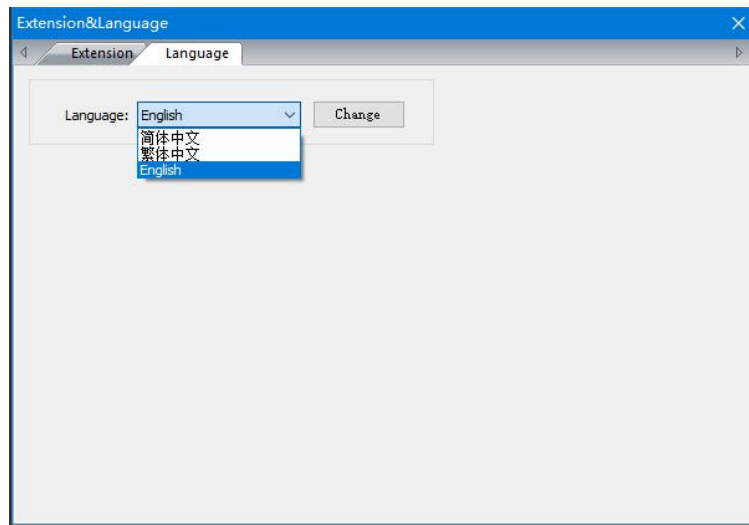 Extension&Language
Extension Language
Language: English Change
简体中文
繁体中文
English